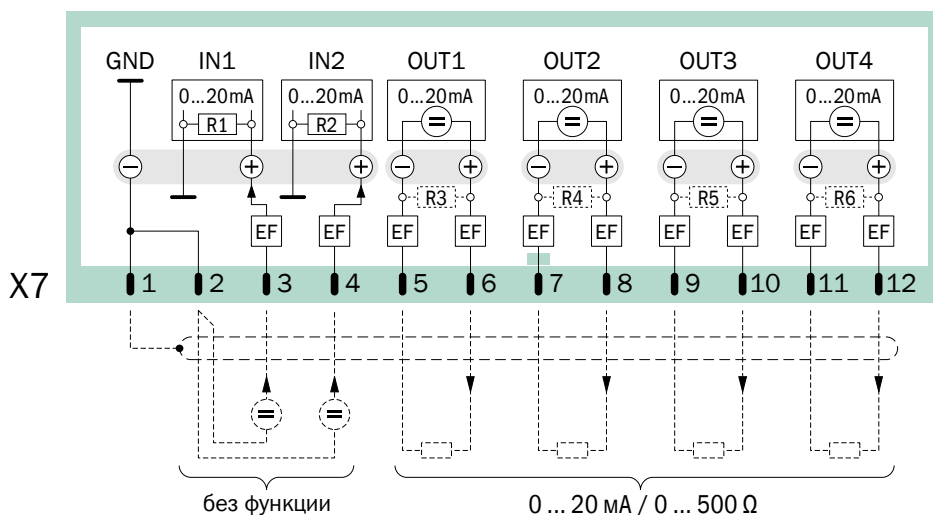 GND IN1 IN2 OUT1 OUT2 OUT3 OUT4
0...20mA 0...20mA 0...20mA 0...20mA 0...20mA 0...20mA
R1 R2
− + + − + − + − + − +
R3 R4 R5 R6
EF EF EF EF EF EF EF EF EF EF
X7 1 2 3 4 5 6 7 8 9 10 11 12
без функции 0 ... 20 мА / 0 ... 500 Ω